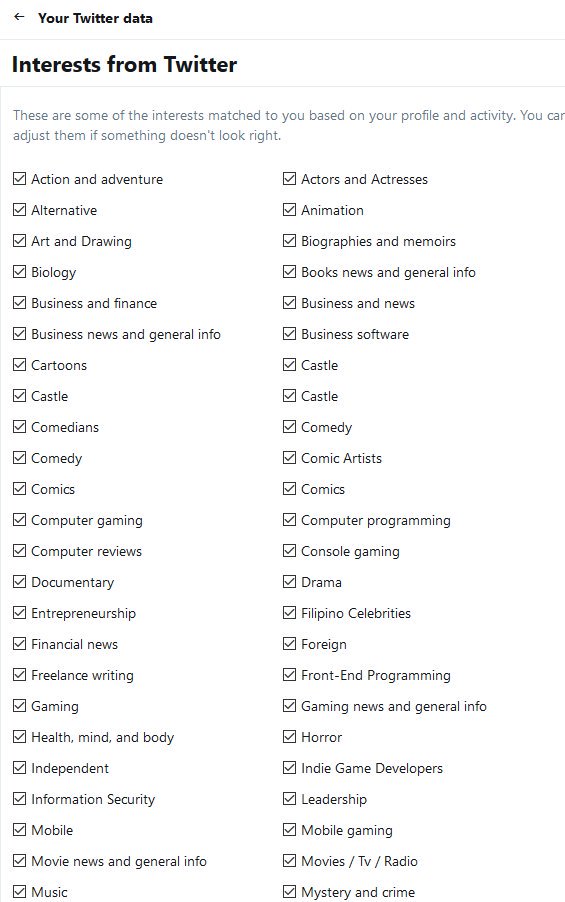 Your Twitter data
Interests from Twitter
These are some of the interests matched to you based on your profile and activity. You can
adjust them if something doesn't look right.
Action and adventure Actors and Actresses
Alternative Animation
Art and Drawing Biographies and memoirs
Biology Books news and general info
Business and finance Business and news
Business news and general info Business software
Cartoons Castle
Castle Castle
Comedians Comedy
Comedy Comic Artists
Comics Comics
Computer gaming Computer programming
Computer reviews Console gaming
Documentary Drama
Entrepreneurship Filipino Celebrities
Financial news Foreign
Freelance writing Front-End Programming
Gaming Gaming news and general info
Health, mind, and body Horror
Independent Indie Game Developers
Information Security Leadership
Mobile Mobile gaming
Movie news and general info Movies / Tv / Radio
Music Mystery and crime